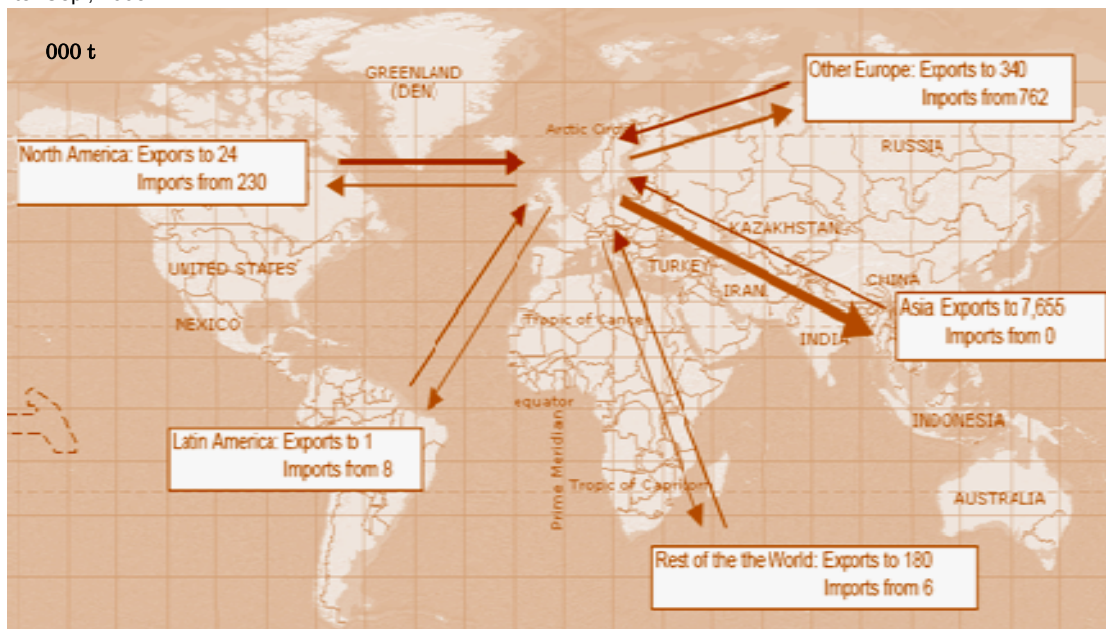 000 t
GREENLAND
(DEN)
Other Europe: Exports to 340
Imports from 762
Arctic Circ
RUSSIA
North America: Expors to 24
Imports from 230
KAZAKHSTAN
UNITED STATES
TURKEY
IRAN
CHINA
Asia Exports to 7,655
Imports from 0
MEXICO
Tropic of Cancer
INDIA
equator
INDONESIA
Latin America: Exports to 1
Imports from 8
Prime Meridian
Tropic of Capricorn
AUSTRALIA
Rest of the the World: Exports to 180
Imports from 6